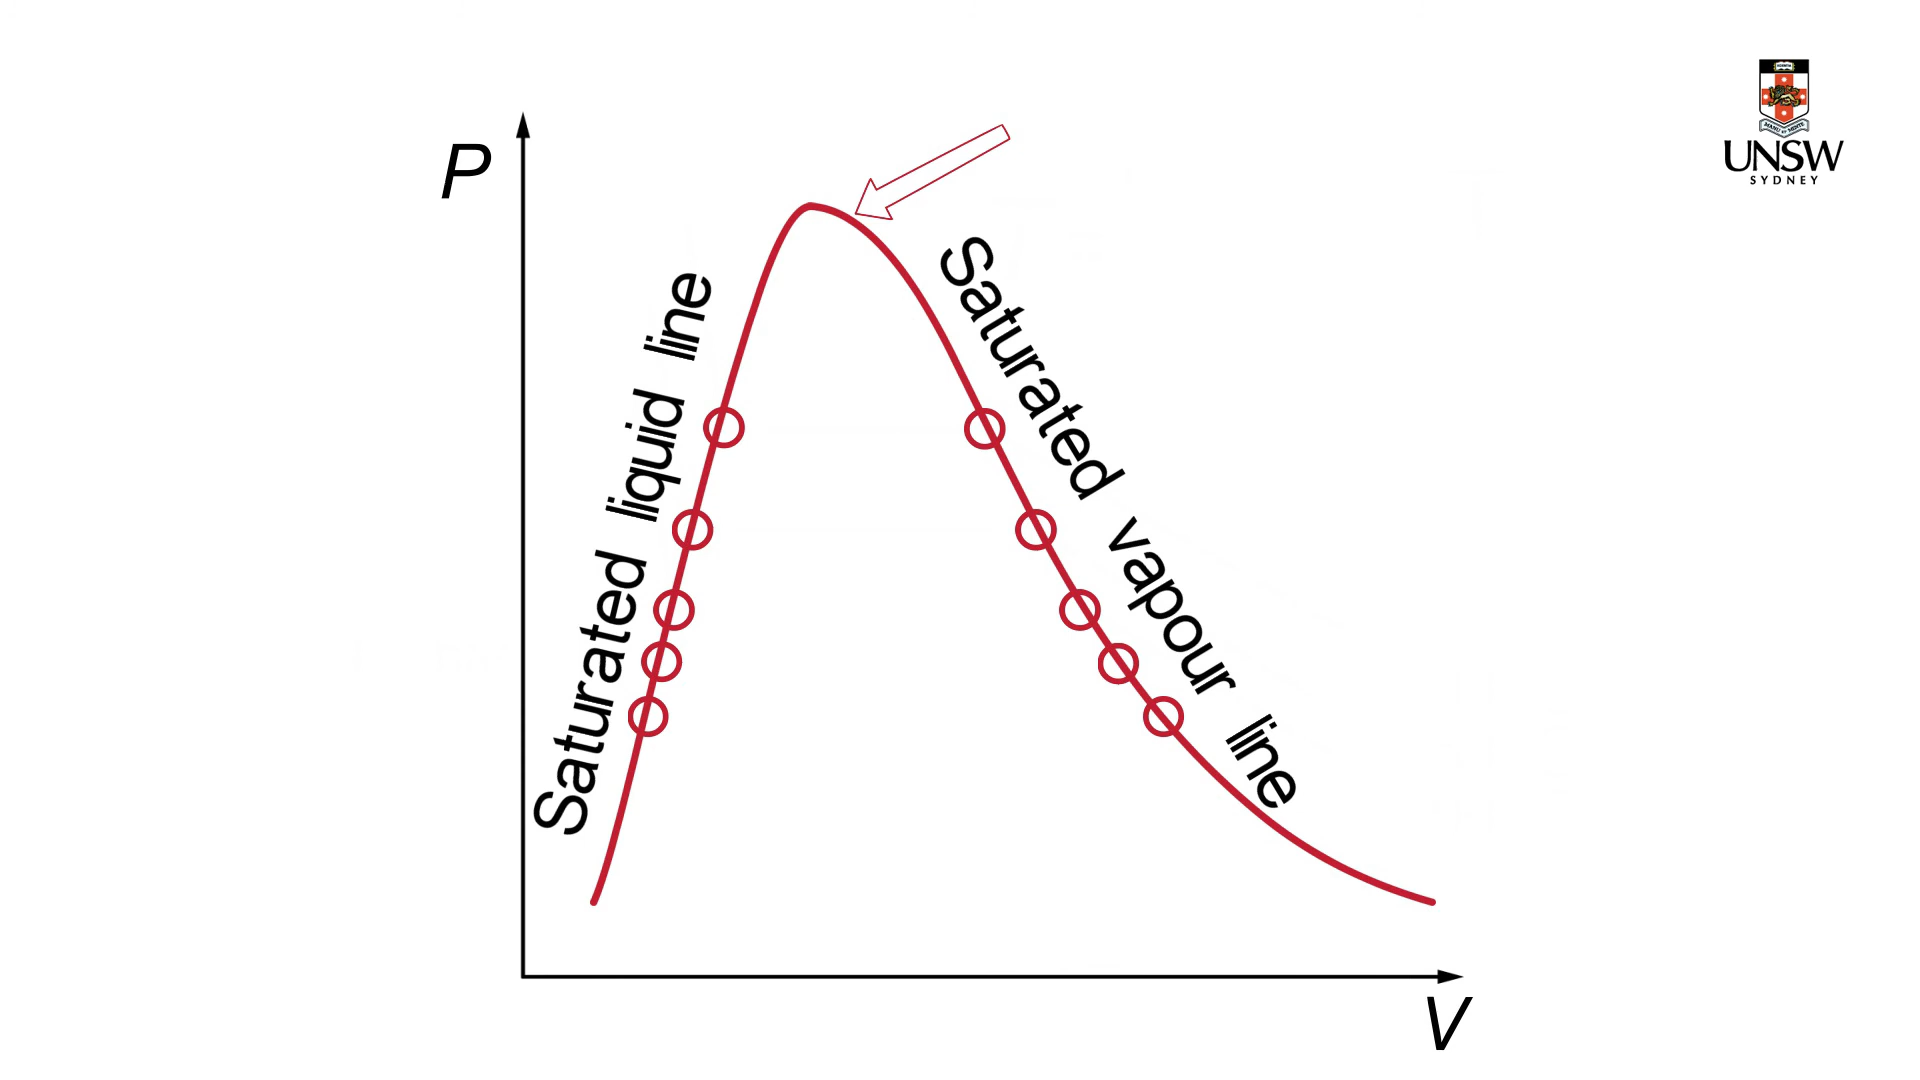 P
Saturated liquid line
Saturated vapour line
V
UNSW
SYDNEY